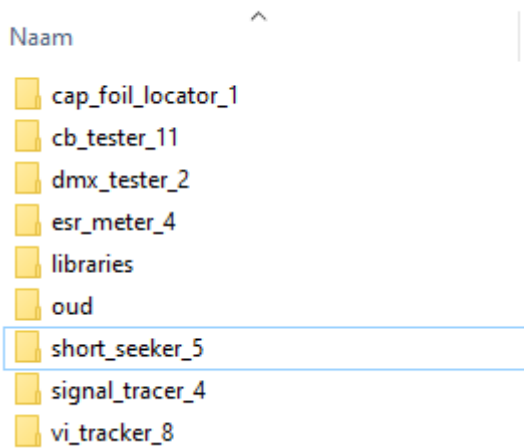 Naam
cap_foil_locator_1
cb_tester_11
dmx_tester_2
esr_meter_4
libraries
oud
short_seeker_5
signal_tracer_4
vi_tracker_8